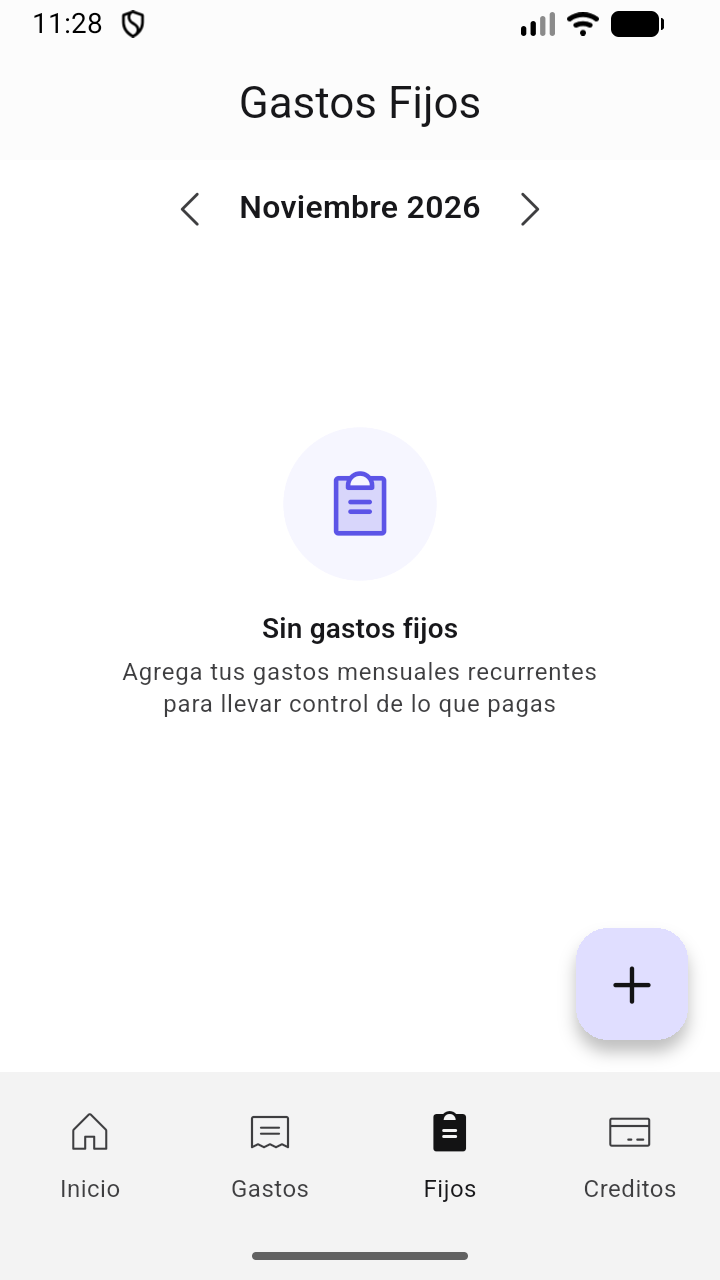 11:28
Gastos Fijos
Noviembre 2026
Sin gastos fijos
Agrega tus gastos mensuales recurrentes
para llevar control de lo que pagas
Inicio
Gastos
Fijos
Creditos